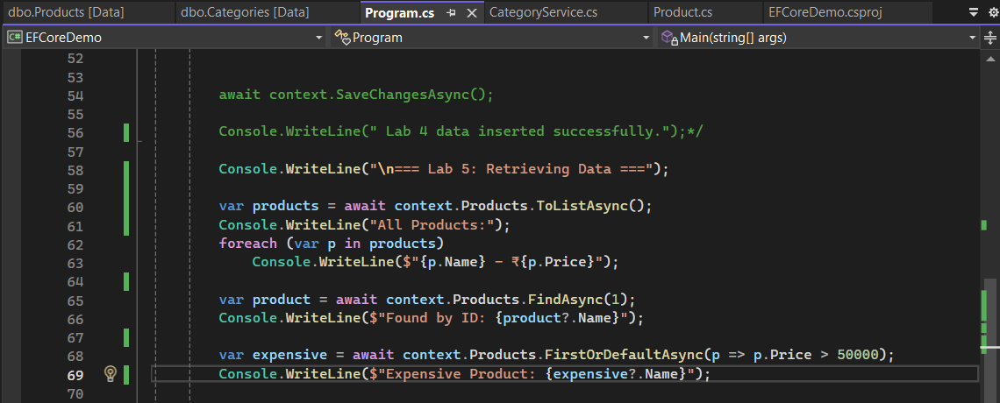 dbo.Products [Data] dbo.Categories [Data] Program.cs CategoryService.cs Product.cs EFCoreDemo.csproj
C# EFCoreDemo Program Main(string[] args)
52
53
54 await context.SaveChangesAsync();
55
56 Console.WriteLine(" Lab 4 data inserted successfully.");*/
57
58 Console.WriteLine("\n=== Lab 5: Retrieving Data ===");
59
60 var products = await context.Products.ToListAsync();
61 Console.WriteLine("All Products:");
62 foreach (var p in products)
63 Console.WriteLine($"{p.Name} - ₹{p.Price}");
64
65 var product = await context.Products.FindAsync(1);
66 Console.WriteLine($"Found by ID: {product?.Name}");
67
68 var expensive = await context.Products.FirstOrDefaultAsync(p => p.Price > 50000);
69 Console.WriteLine($"Expensive Product: {expensive?.Name}");
70